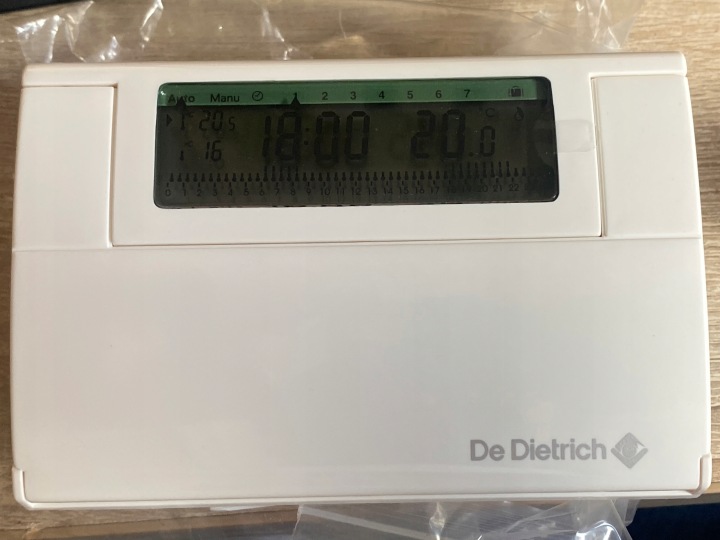 Auto Manu 1 2 3 4 5 6 7
20.5 18:00 20.0
16
0 1 2 3 4 5 6 7 8 9 10 11 12 13 14 15 16 17 18 19 20 21 22
De Dietrich